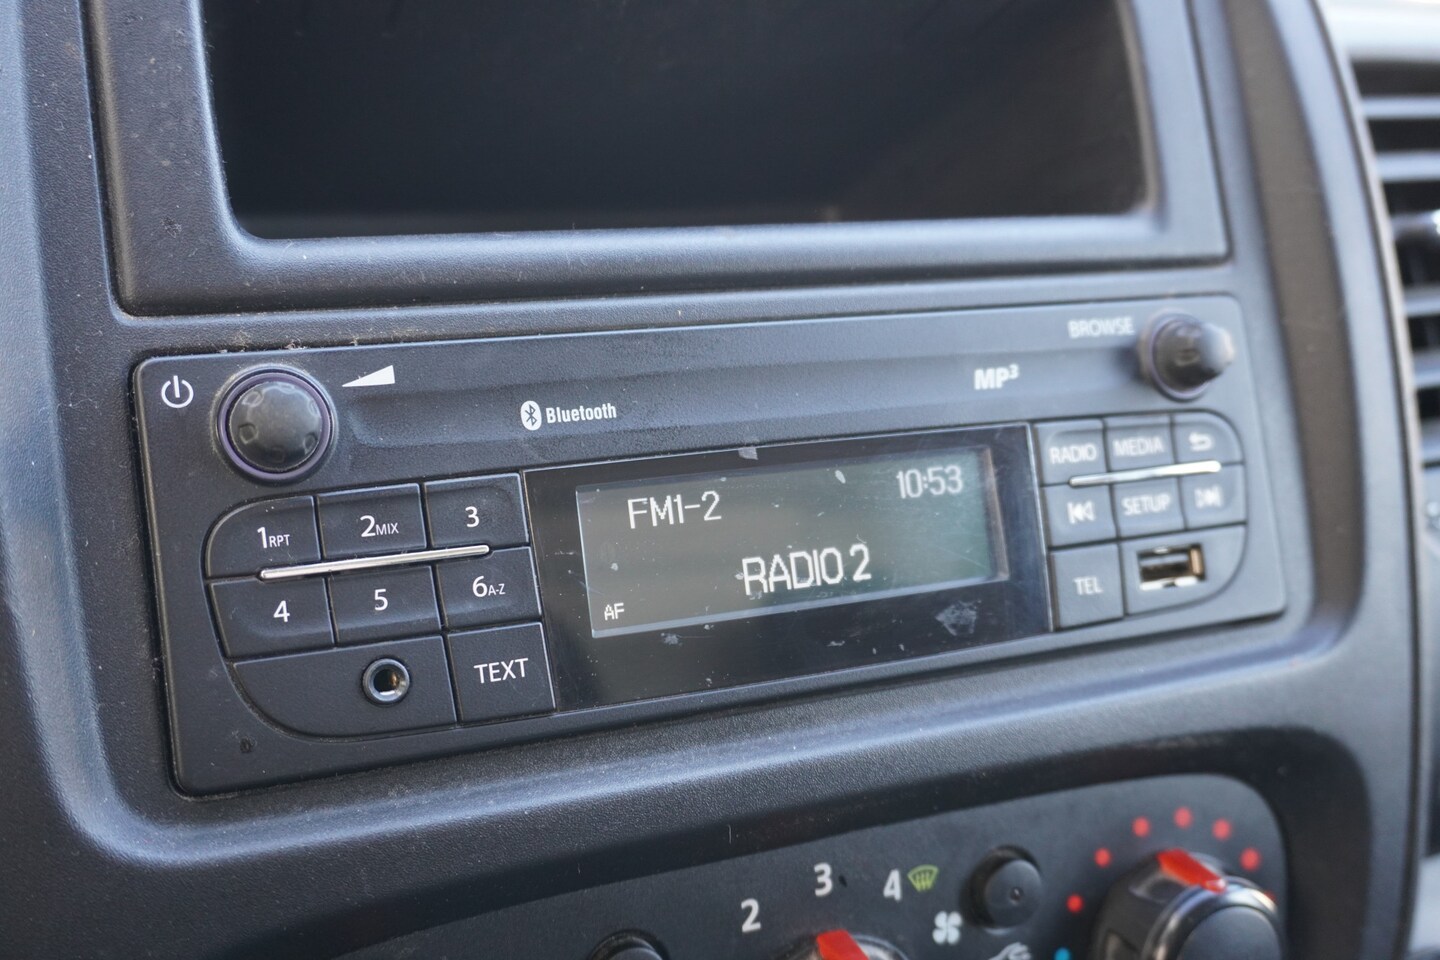 BROWSE
MP3
Bluetooth
RADIO MEDIA
1RPT 2MIX 3
FM1-2 10:53
SETUP
4 5 6A-Z
RADIO 2
AF
TEL
TEXT
2 3 4